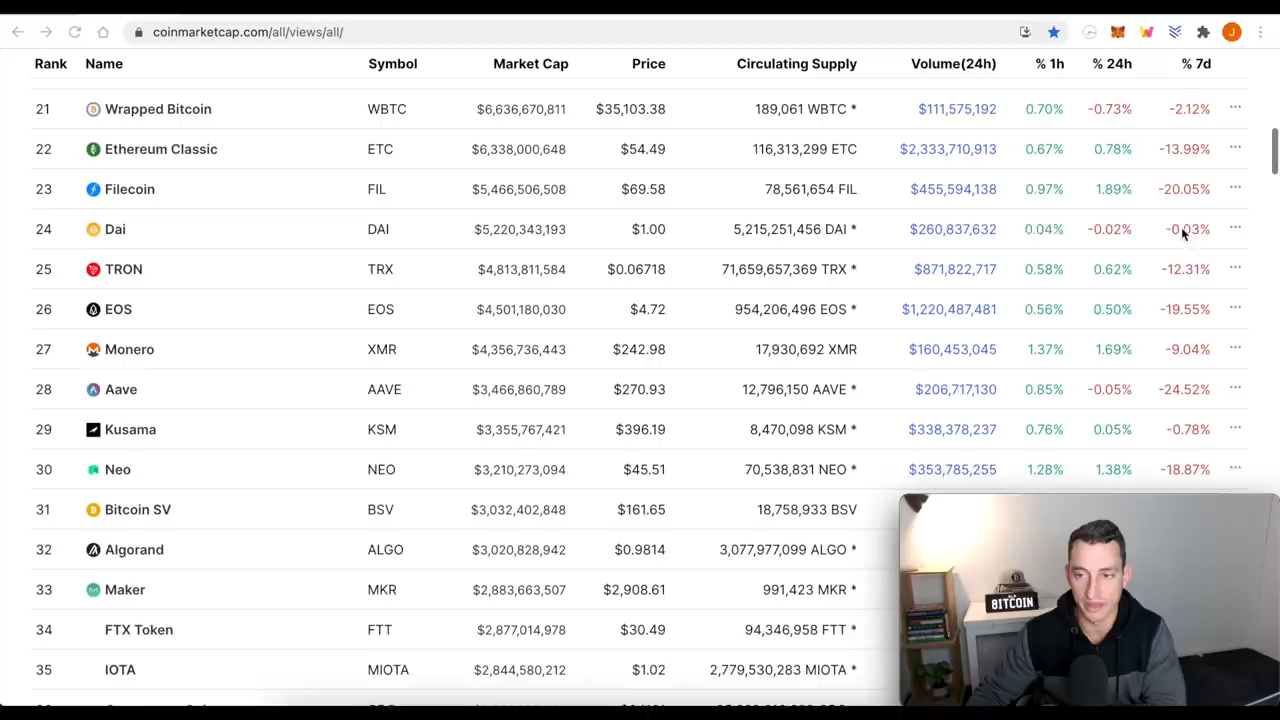 coinmarketcap.com/all/views/all/
J
Rank Name Symbol Market Cap Price Circulating Supply Volume(24h) % 1h % 24h % 7d
21 Wrapped Bitcoin WBTC $6,636,670,811 $35,103.38 189,061 WBTC * $111,575,192 0.70% -0.73% -2.12%
22 Ethereum Classic ETC $6,338,000,648 $54.49 116,313,299 ETC $2,333,710,913 0.67% 0.78% -13.99%
23 Filecoin FIL $5,466,506,508 $69.58 78,561,654 FIL $455,594,138 0.97% 1.89% -20.05%
24 Dai DAI $5,220,343,193 $1.00 5,215,251,456 DAI * $260,837,632 0.04% -0.02% -0.03%
25 TRON TRX $4,813,811,584 $0.06718 71,659,657,369 TRX * $871,822,717 0.58% 0.62% -12.31%
26 EOS EOS $4,501,180,030 $4.72 954,206,496 EOS * $1,220,487,481 0.56% 0.50% -19.55%
27 Monero XMR $4,356,736,443 $242.98 17,930,692 XMR $160,453,045 1.37% 1.69% -9.04%
28 Aave AAVE $3,466,860,789 $270.93 12,796,150 AAVE * $206,717,130 0.85% -0.05% -24.52%
29 Kusama KSM $3,355,767,421 $396.19 8,470,098 KSM * $338,378,237 0.76% 0.05% -0.78%
30 Neo NEO $3,210,273,094 $45.51 70,538,831 NEO * $353,785,255 1.28% 1.38% -18.87%
31 Bitcoin SV BSV $3,032,402,848 $161.65 18,758,933 BSV
32 Algorand ALGO $3,020,828,942 $0.9814 3,077,977,099 ALGO *
33 Maker MKR $2,883,663,507 $2,908.61 991,423 MKR *
34 FTX Token FTT $2,877,014,978 $30.49 94,346,958 FTT *
35 IOTA MIOTA $2,844,580,212 $1.02 2,779,530,283 MIOTA *
BITCOIN